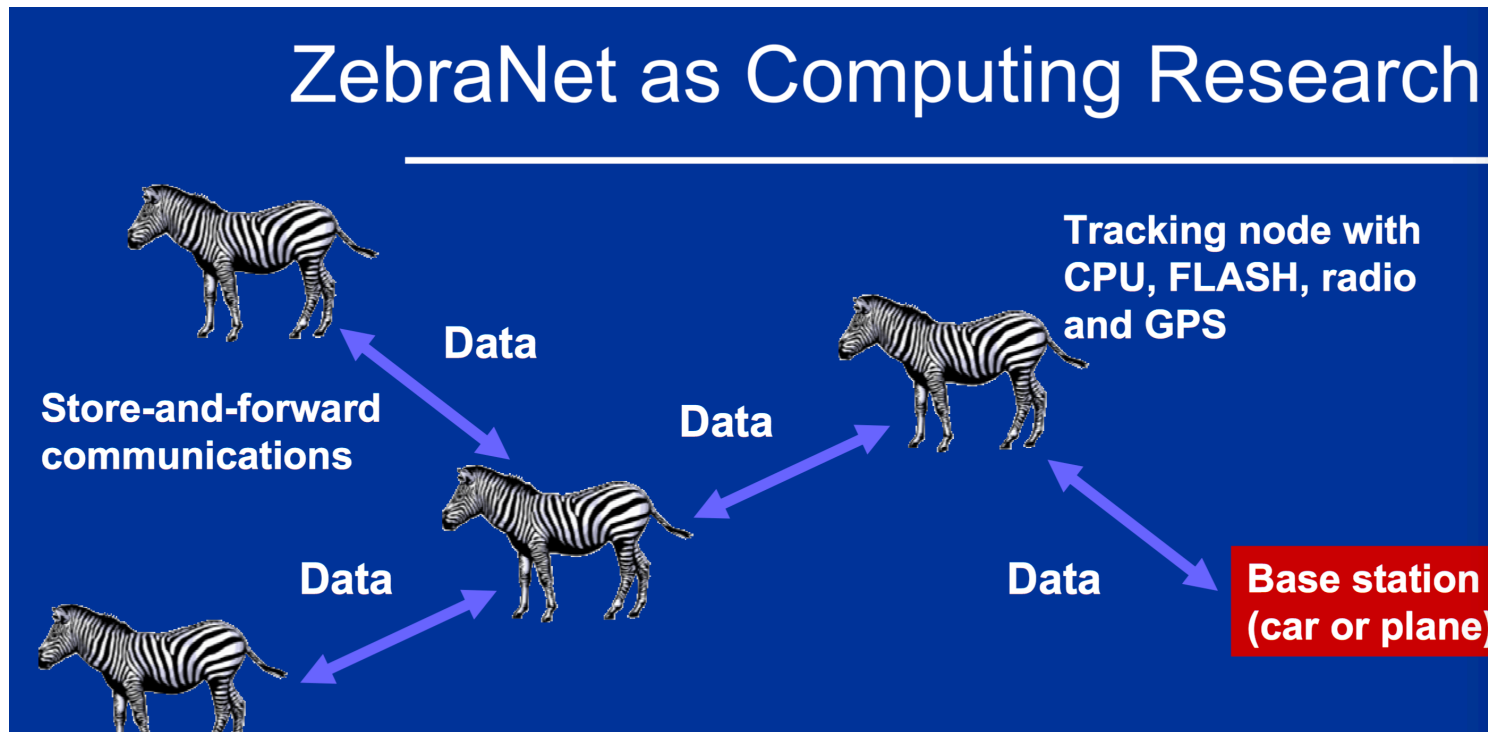 ZebraNet as Computing Research
Tracking node with
CPU, FLASH, radio
and GPS
Data
Store-and-forward
communications
Data
Data
Data
Base station
(car or plane)